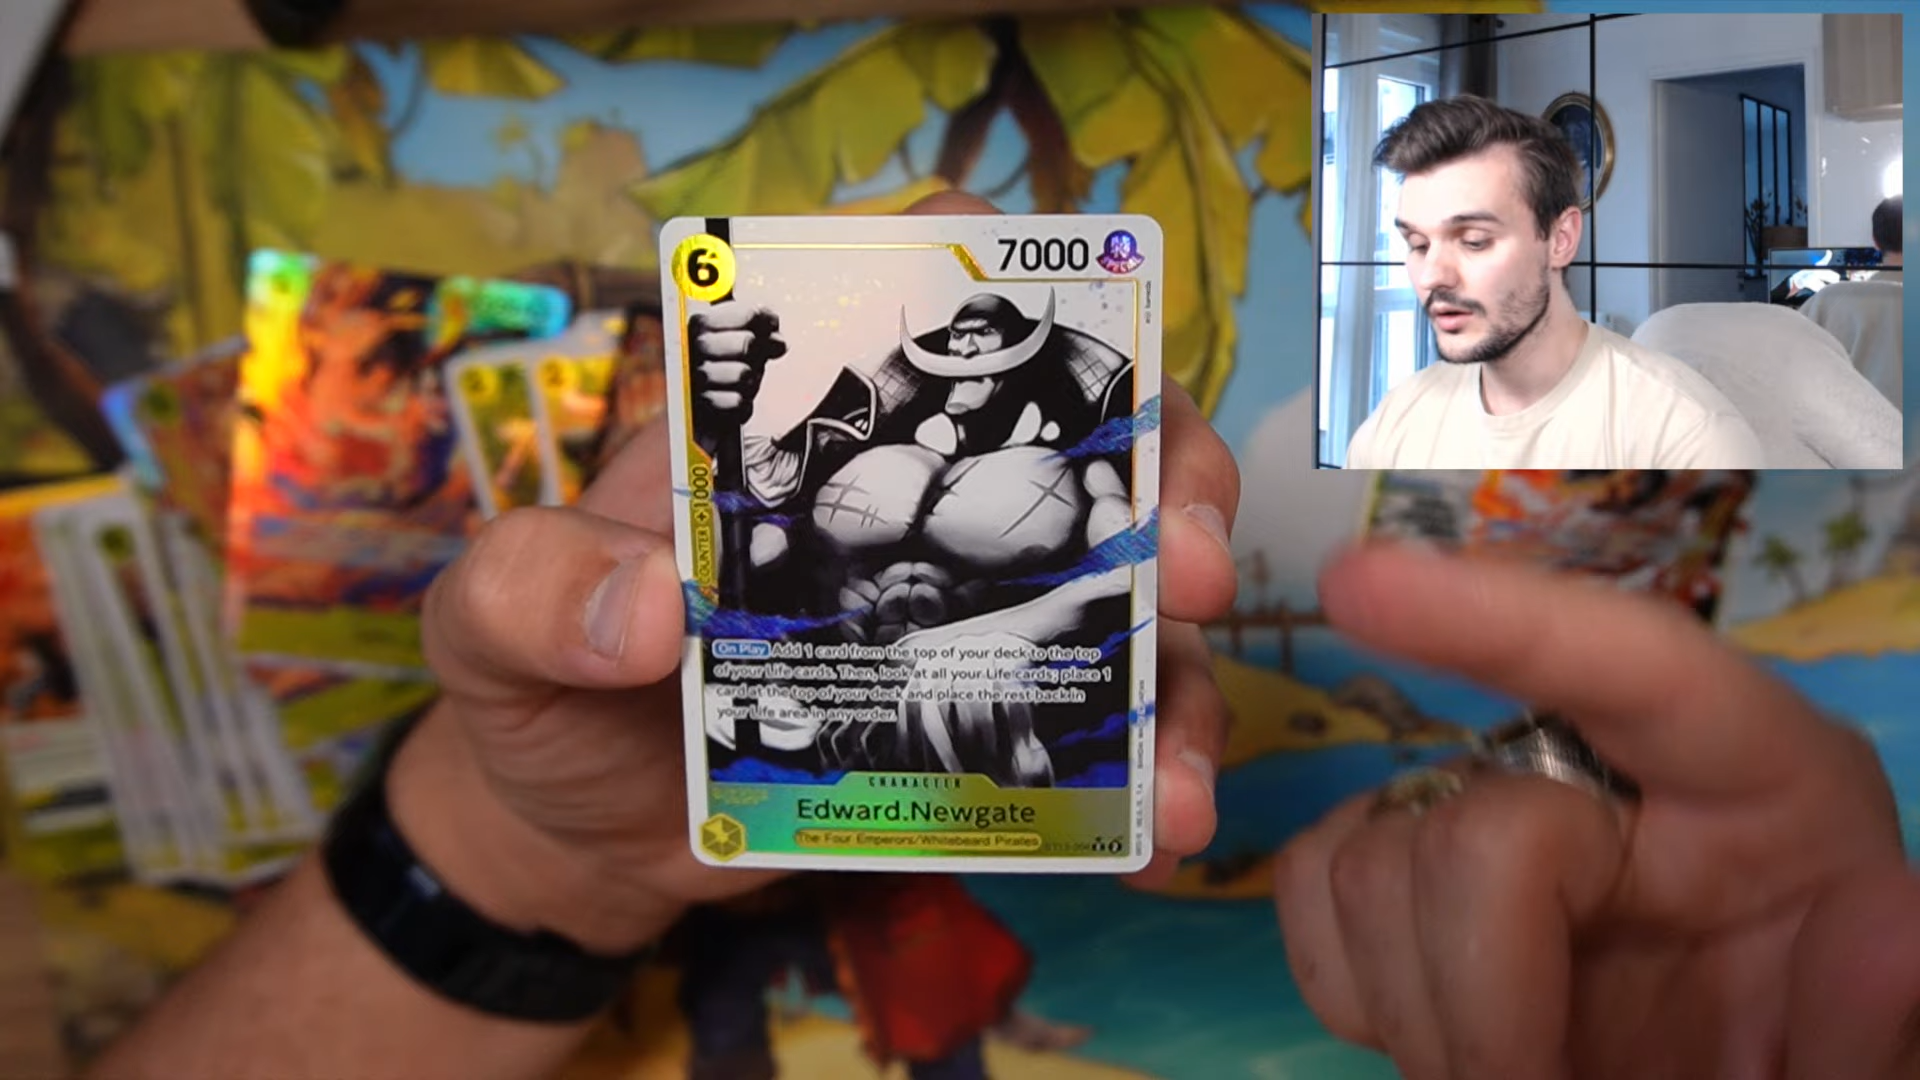 6
7000
SPECIAL
COUNTER +1000
On Play Add 1 card from the top of your deck to the top
of your Life cards. Then, look at all your Life cards; place 1
card at the top of your deck and place the rest back in
your Life area in any order.
CHARACTER
Edward.Newgate
The Four Emperors/Whitebeard Pirates